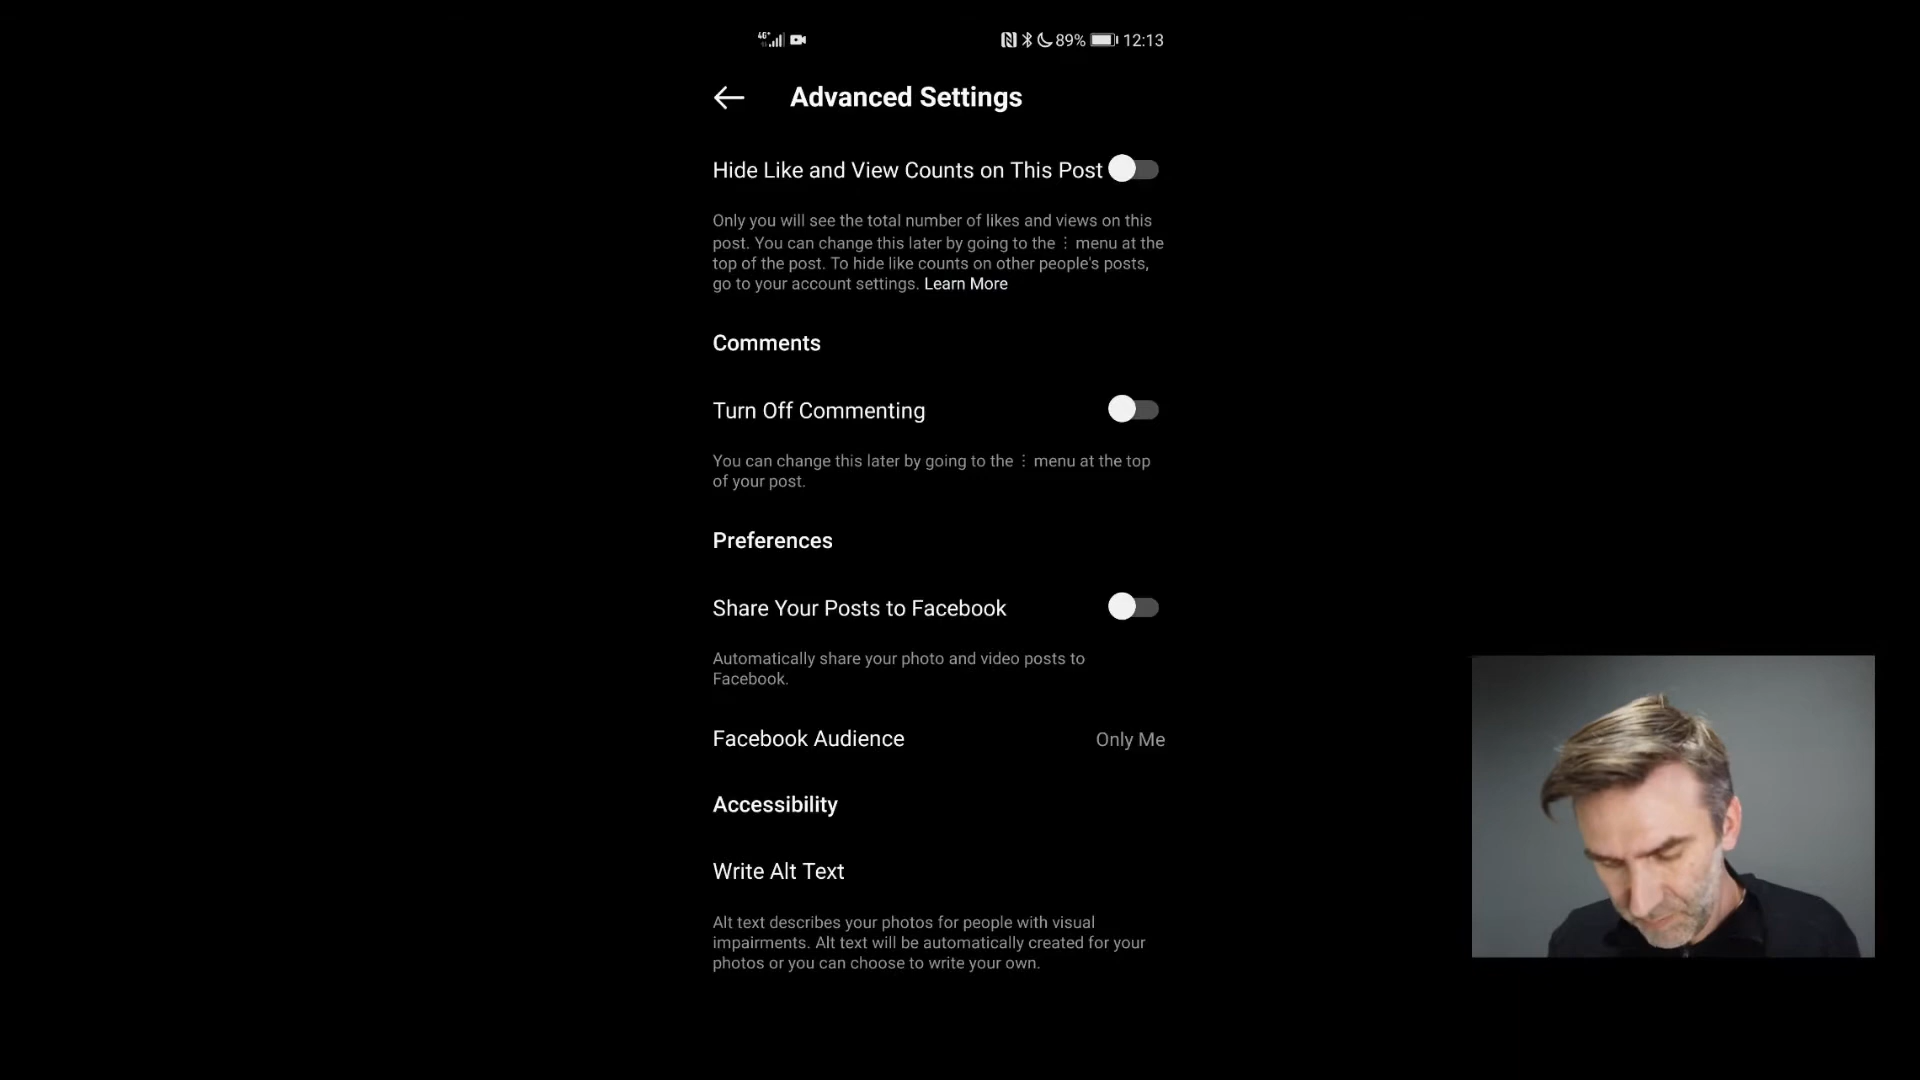 4G+ 89% 12:13
Advanced Settings
Hide Like and View Counts on This Post
Only you will see the total number of likes and views on this
post. You can change this later by going to the ⋮ menu at the
top of the post. To hide like counts on other people's posts,
go to your account settings. Learn More
Comments
Turn Off Commenting
You can change this later by going to the ⋮ menu at the top
of your post.
Preferences
Share Your Posts to Facebook
Automatically share your photo and video posts to
Facebook.
Facebook Audience Only Me
Accessibility
Write Alt Text
Alt text describes your photos for people with visual
impairments. Alt text will be automatically created for your
photos or you can choose to write your own.